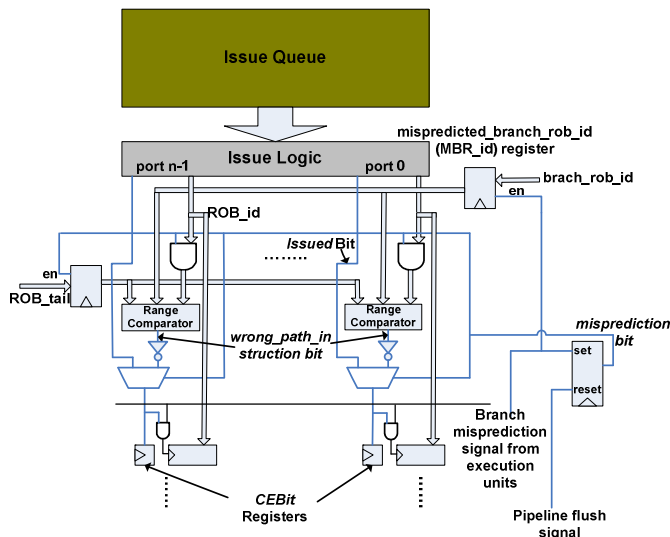 Issue Queue
mispredicted_branch_rob_id
(MBR_id) register
Issue Logic
port n-1
port 0
brach_rob_id
en
ROB_id
Issued Bit
........
en
ROB_tail
Range
Comparator
Range
Comparator
wrong_path_in
struction bit
misprediction
bit
set
reset
Branch
misprediction
signal from
execution
units
CEBit
Registers
Pipeline flush
signal